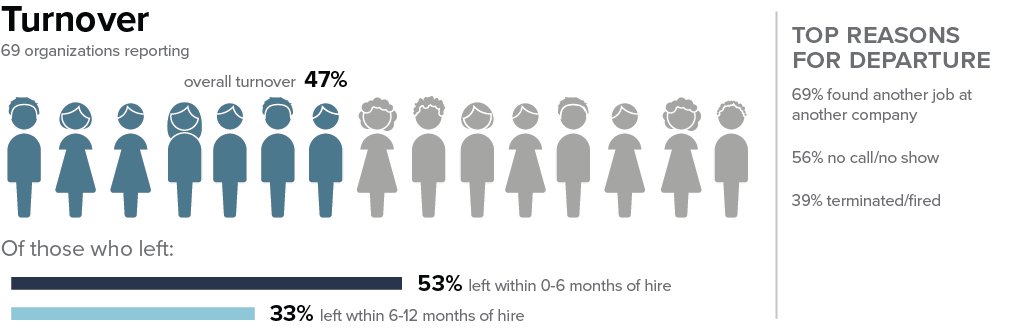 Turnover
69 organizations reporting
overall turnover 47%
Of those who left:
53% left within 0-6 months of hire
33% left wthin 6-12 months of hire
TOP REASONS
FOR DEPARTURE
69% found another job at
another company
56% no call/no show
39% terminated/fired